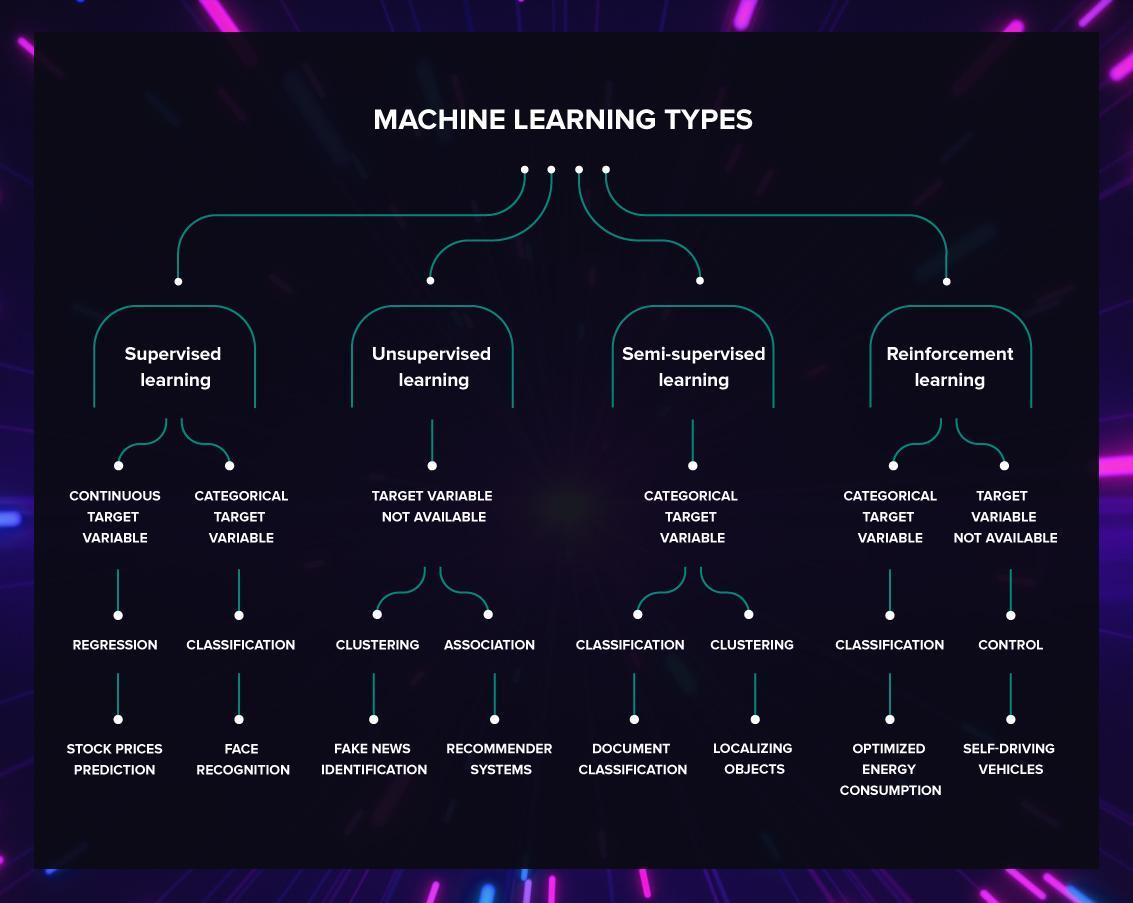 MACHINE LEARNING TYPES
Supervised
learning
Unsupervised
learning
Semi-supervised
learning
Reinforcement
learning
CONTINUOUS
TARGET
VARIABLE
CATEGORICAL
TARGET
VARIABLE
TARGET VARIABLE
NOT AVAILABLE
CATEGORICAL
TARGET
VARIABLE
CATEGORICAL
TARGET
VARIABLE
TARGET
VARIABLE
NOT AVAILABLE
REGRESSION
CLASSIFICATION
CLUSTERING
ASSOCIATION
CLASSIFICATION
CLUSTERING
CLASSIFICATION
CONTROL
STOCK PRICES
PREDICTION
FACE
RECOGNITION
FAKE NEWS
IDENTIFICATION
RECOMMENDER
SYSTEMS
DOCUMENT
CLASSIFICATION
LOCALIZING
OBJECTS
OPTIMIZED
ENERGY
CONSUMPTION
SELF-DRIVING
VEHICLES